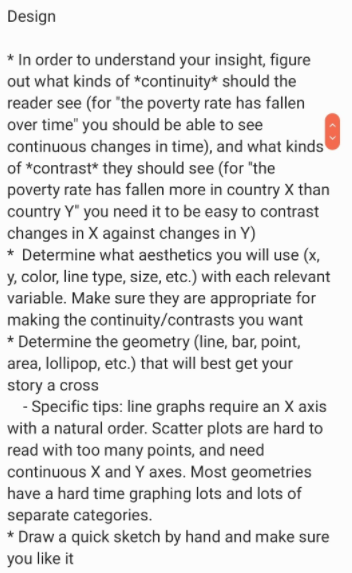 Design
* In order to understand your insight, figure
out what kinds of *continuity* should the
reader see (for "the poverty rate has fallen
over time" you should be able to see
continuous changes in time), and what kinds
of *contrast* they should see (for "the
poverty rate has fallen more in country X than
country Y" you need it to be easy to contrast
changes in X against changes in Y)
* Determine what aesthetics you will use (x,
y, color, line type, size, etc.) with each relevant
variable. Make sure they are appropriate for
making the continuity/contrasts you want
* Determine the geometry (line, bar, point,
area, lollipop, etc.) that will best get your
story a cross
- Specific tips: line graphs require an X axis
with a natural order. Scatter plots are hard to
read with too many points, and need
continuous X and Y axes. Most geometries
have a hard time graphing lots and lots of
separate categories.
* Draw a quick sketch by hand and make sure
you like it